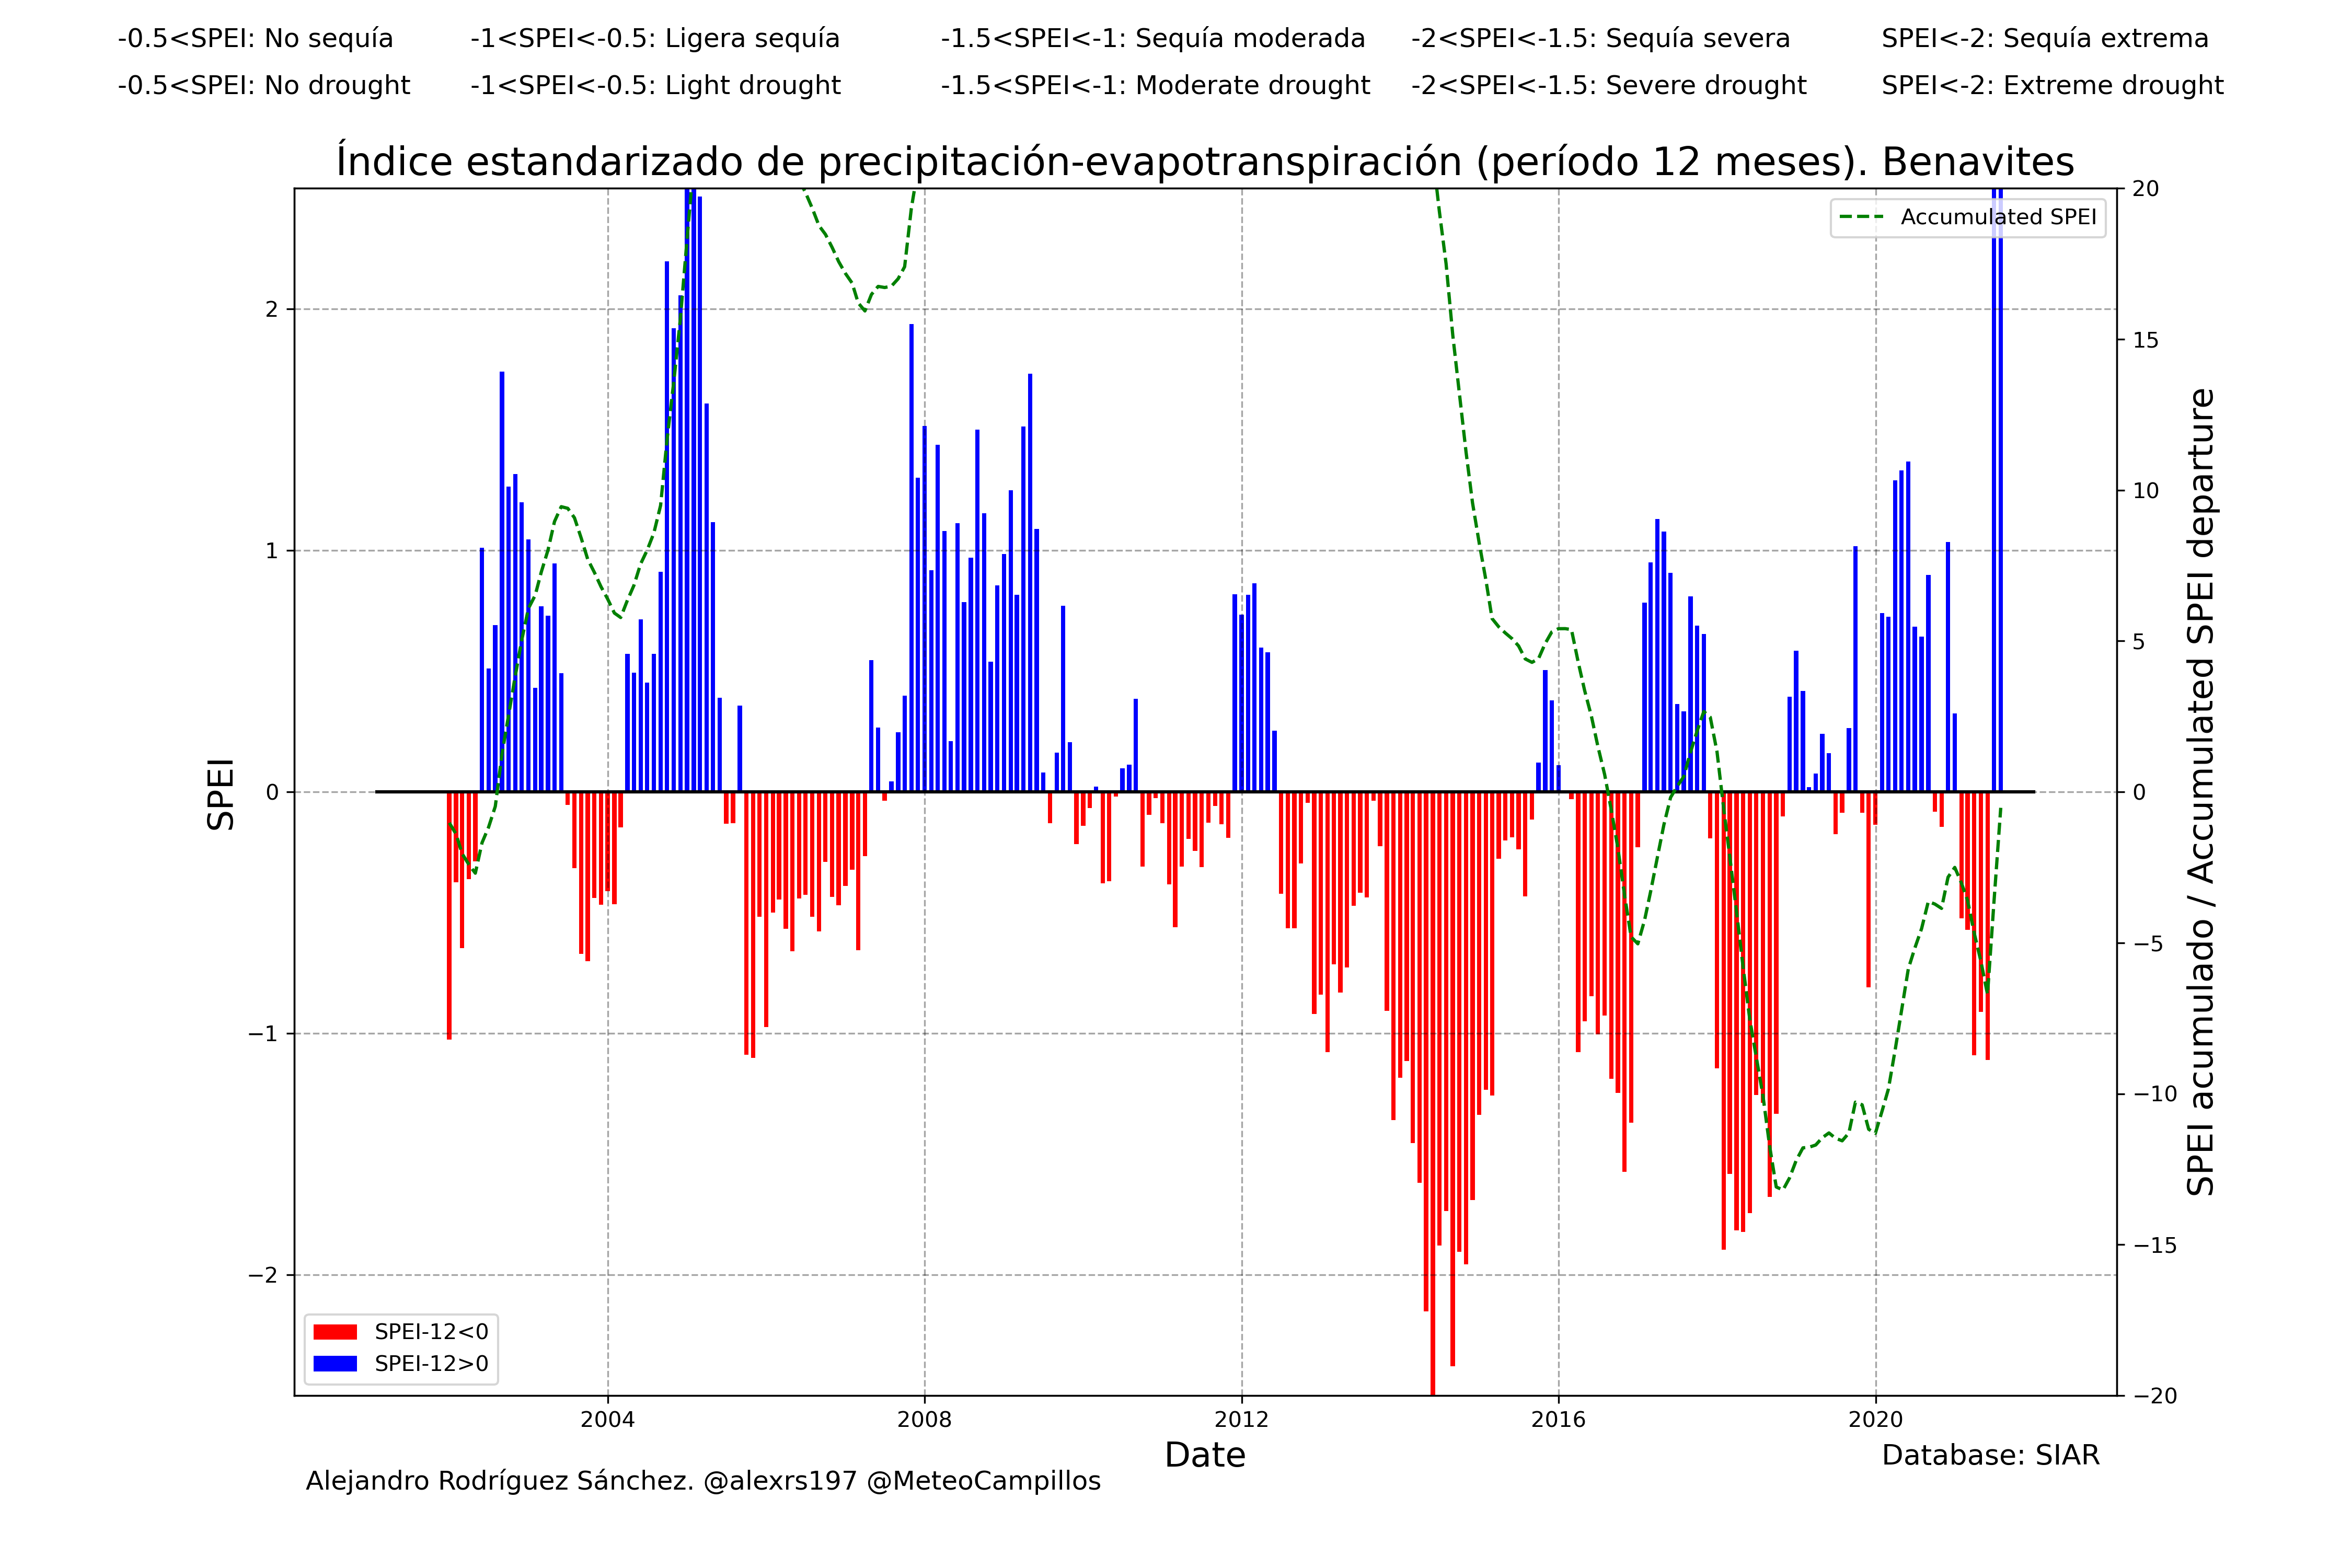 -0.5<SPEI: No sequía
-1<SPEI<-0.5: Ligera sequía
-1.5<SPEI<-1: Sequía moderada
-2<SPEI<-1.5: Sequía severa
SPEI<-2: Sequía extrema
-0.5<SPEI: No drought
-1<SPEI<-0.5: Light drought
-1.5<SPEI<-1: Moderate drought
-2<SPEI<-1.5: Severe drought
SPEI<-2: Extreme drought
Índice estandarizado de precipitación-evapotranspiración (período 12 meses). Benavites
Accumulated SPEI
SPEI
2
1
0
−1
−2
20
15
10
5
0
−5
−10
−15
−20
SPEI acumulado / Accumulated SPEI departure
SPEI-12<0
SPEI-12>0
2004
2008
2012
2016
2020
Date
Database: SIAR
Alejandro Rodríguez Sánchez. @alexrs197 @MeteoCampillos